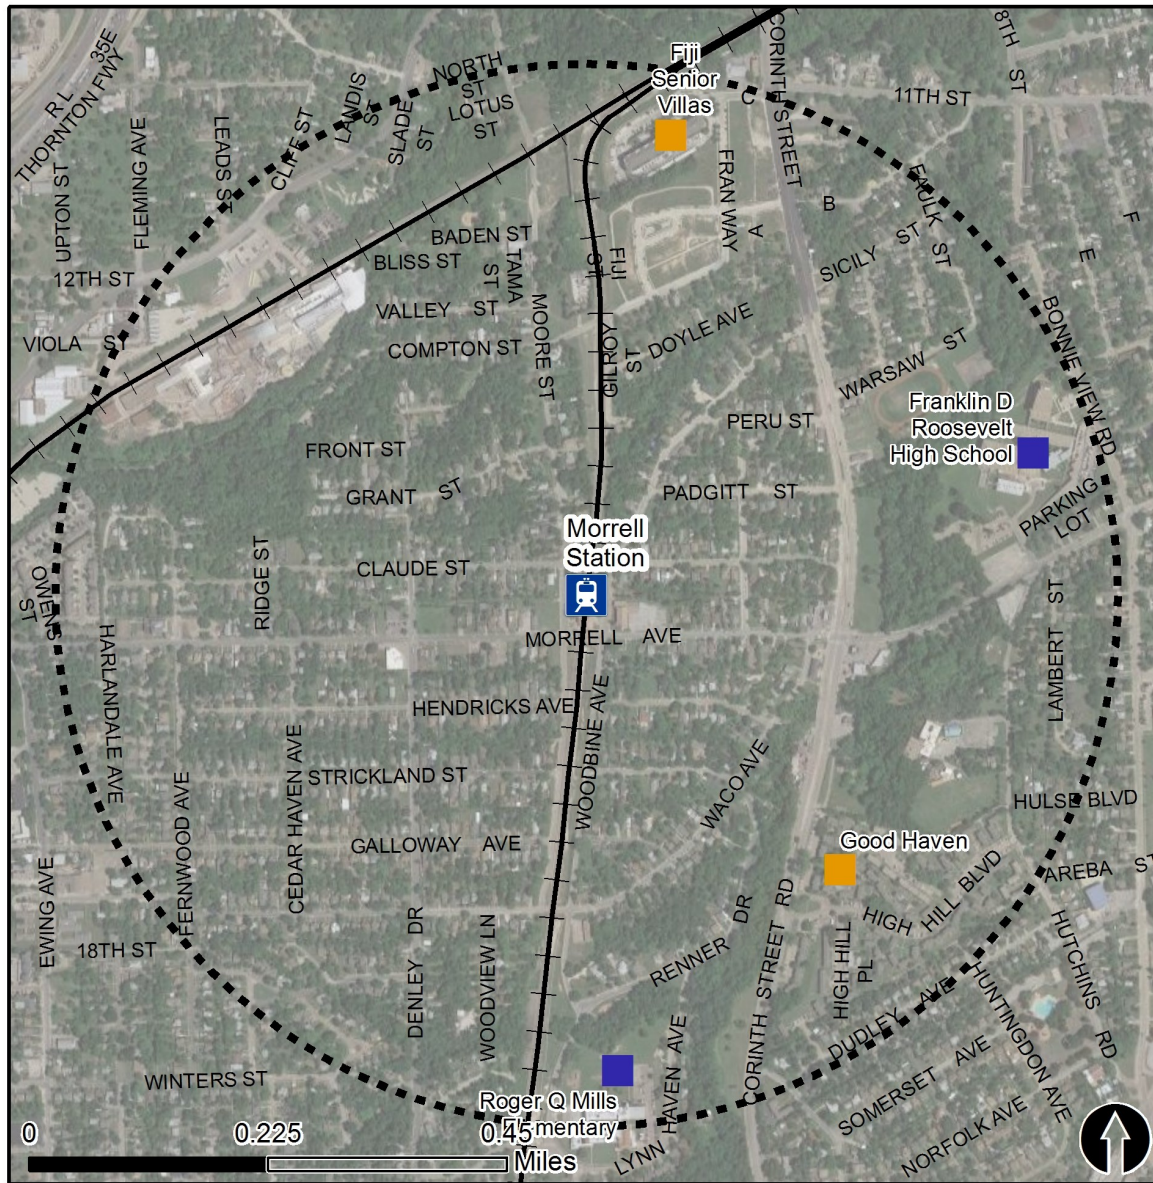 35E
R L
THORNTON FWY
NORTH
ST
LOTUS
ST
LANDIS
ST
SLADE
ST
CLIFF ST
LEADS ST
FLEMING AVE
UPTON ST
Fiji
Senior
Villas
CORINTH STREET
C
8TH
ST
11TH ST
FRAN WAY
A
B
FAULK
ST
F
E
SICILY ST
BADEN ST
BLISS ST
TAMA
ST
FIJI
ST
12TH ST
VALLEY ST
MOORE ST
VIOLA ST
COMPTON ST
GILROY
ST
DOYLE AVE
BONNIE VIEW RD
WARSAW ST
Franklin D
Roosevelt
High School
PERU ST
FRONT ST
GRANT ST
PADGITT ST
PARKING
LOT
Morrell
Station
CLAUDE ST
RIDGE ST
OWENS
ST
LAMBERT ST
MORRELL AVE
HARLANDALE AVE
HENDRICKS AVE
WOODBINE AVE
CEDAR HAVEN AVE
STRICKLAND ST
WACO AVE
FERNWOOD AVE
HULSE BLVD
GALLOWAY AVE
Good Haven
AREBA ST
EWING AVE
HIGH HILL BLVD
18TH ST
DENLEY DR
WOODVIEW LN
RENNER DR
CORINTH STREET RD
HIGH HILL
PL
HUTCHINS RD
HUNTINGDON AVE
DUDLEY AVE
WINTERS ST
HAVEN AVE
LYNN
SOMERSET AVE
NORFOLK AVE
Roger Q Mills
Elementary
0 0.225 0.45
Miles